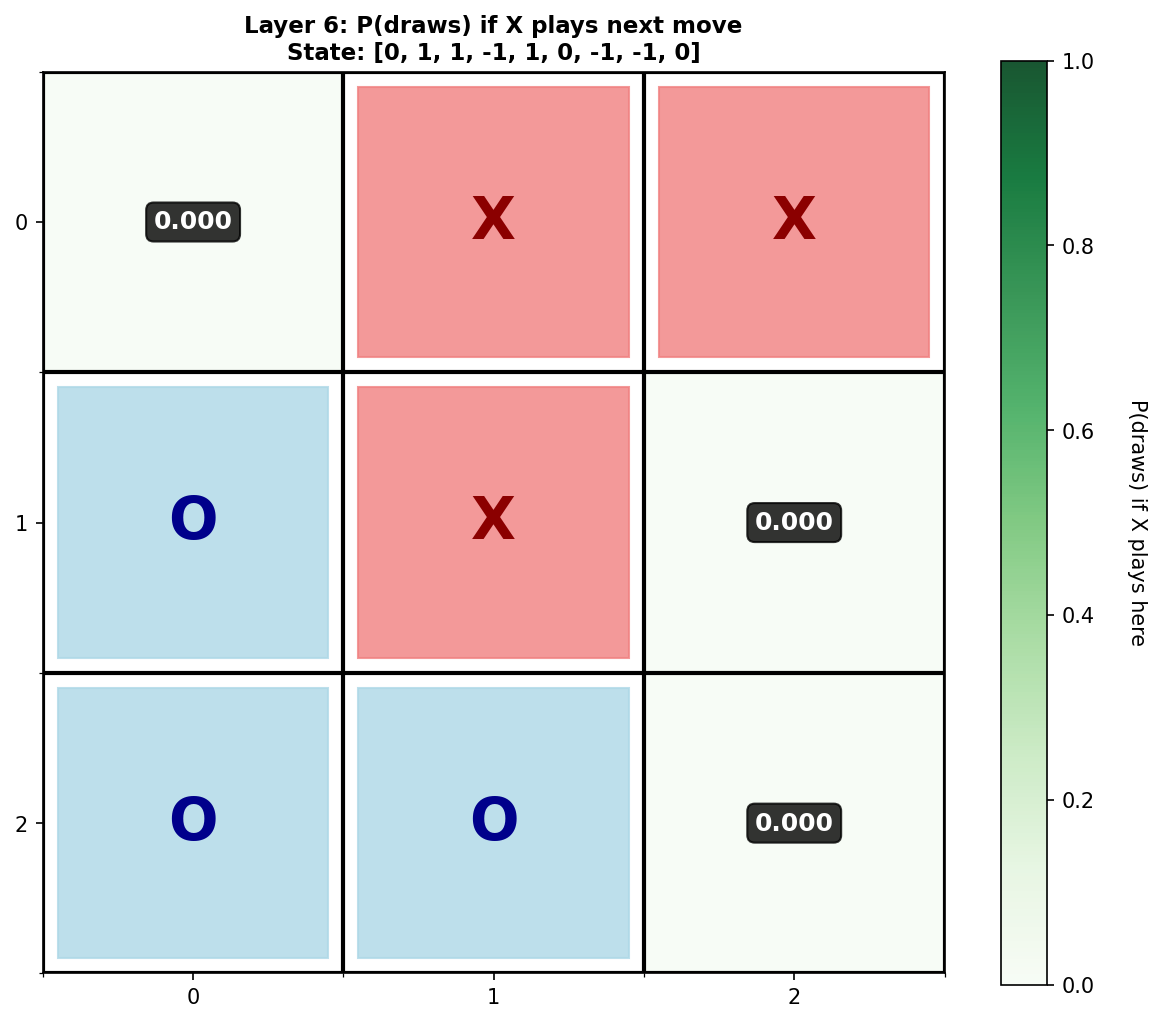 Layer 6: P(draws) if X plays next move
State: [0, 1, 1, -1, 1, 0, -1, -1, 0]
0
0.000
X
X
1
O
X
0.000
2
O
O
0.000
0
1
2
1.0
0.8
0.6
0.4
0.2
0.0
P(draws) if X plays here